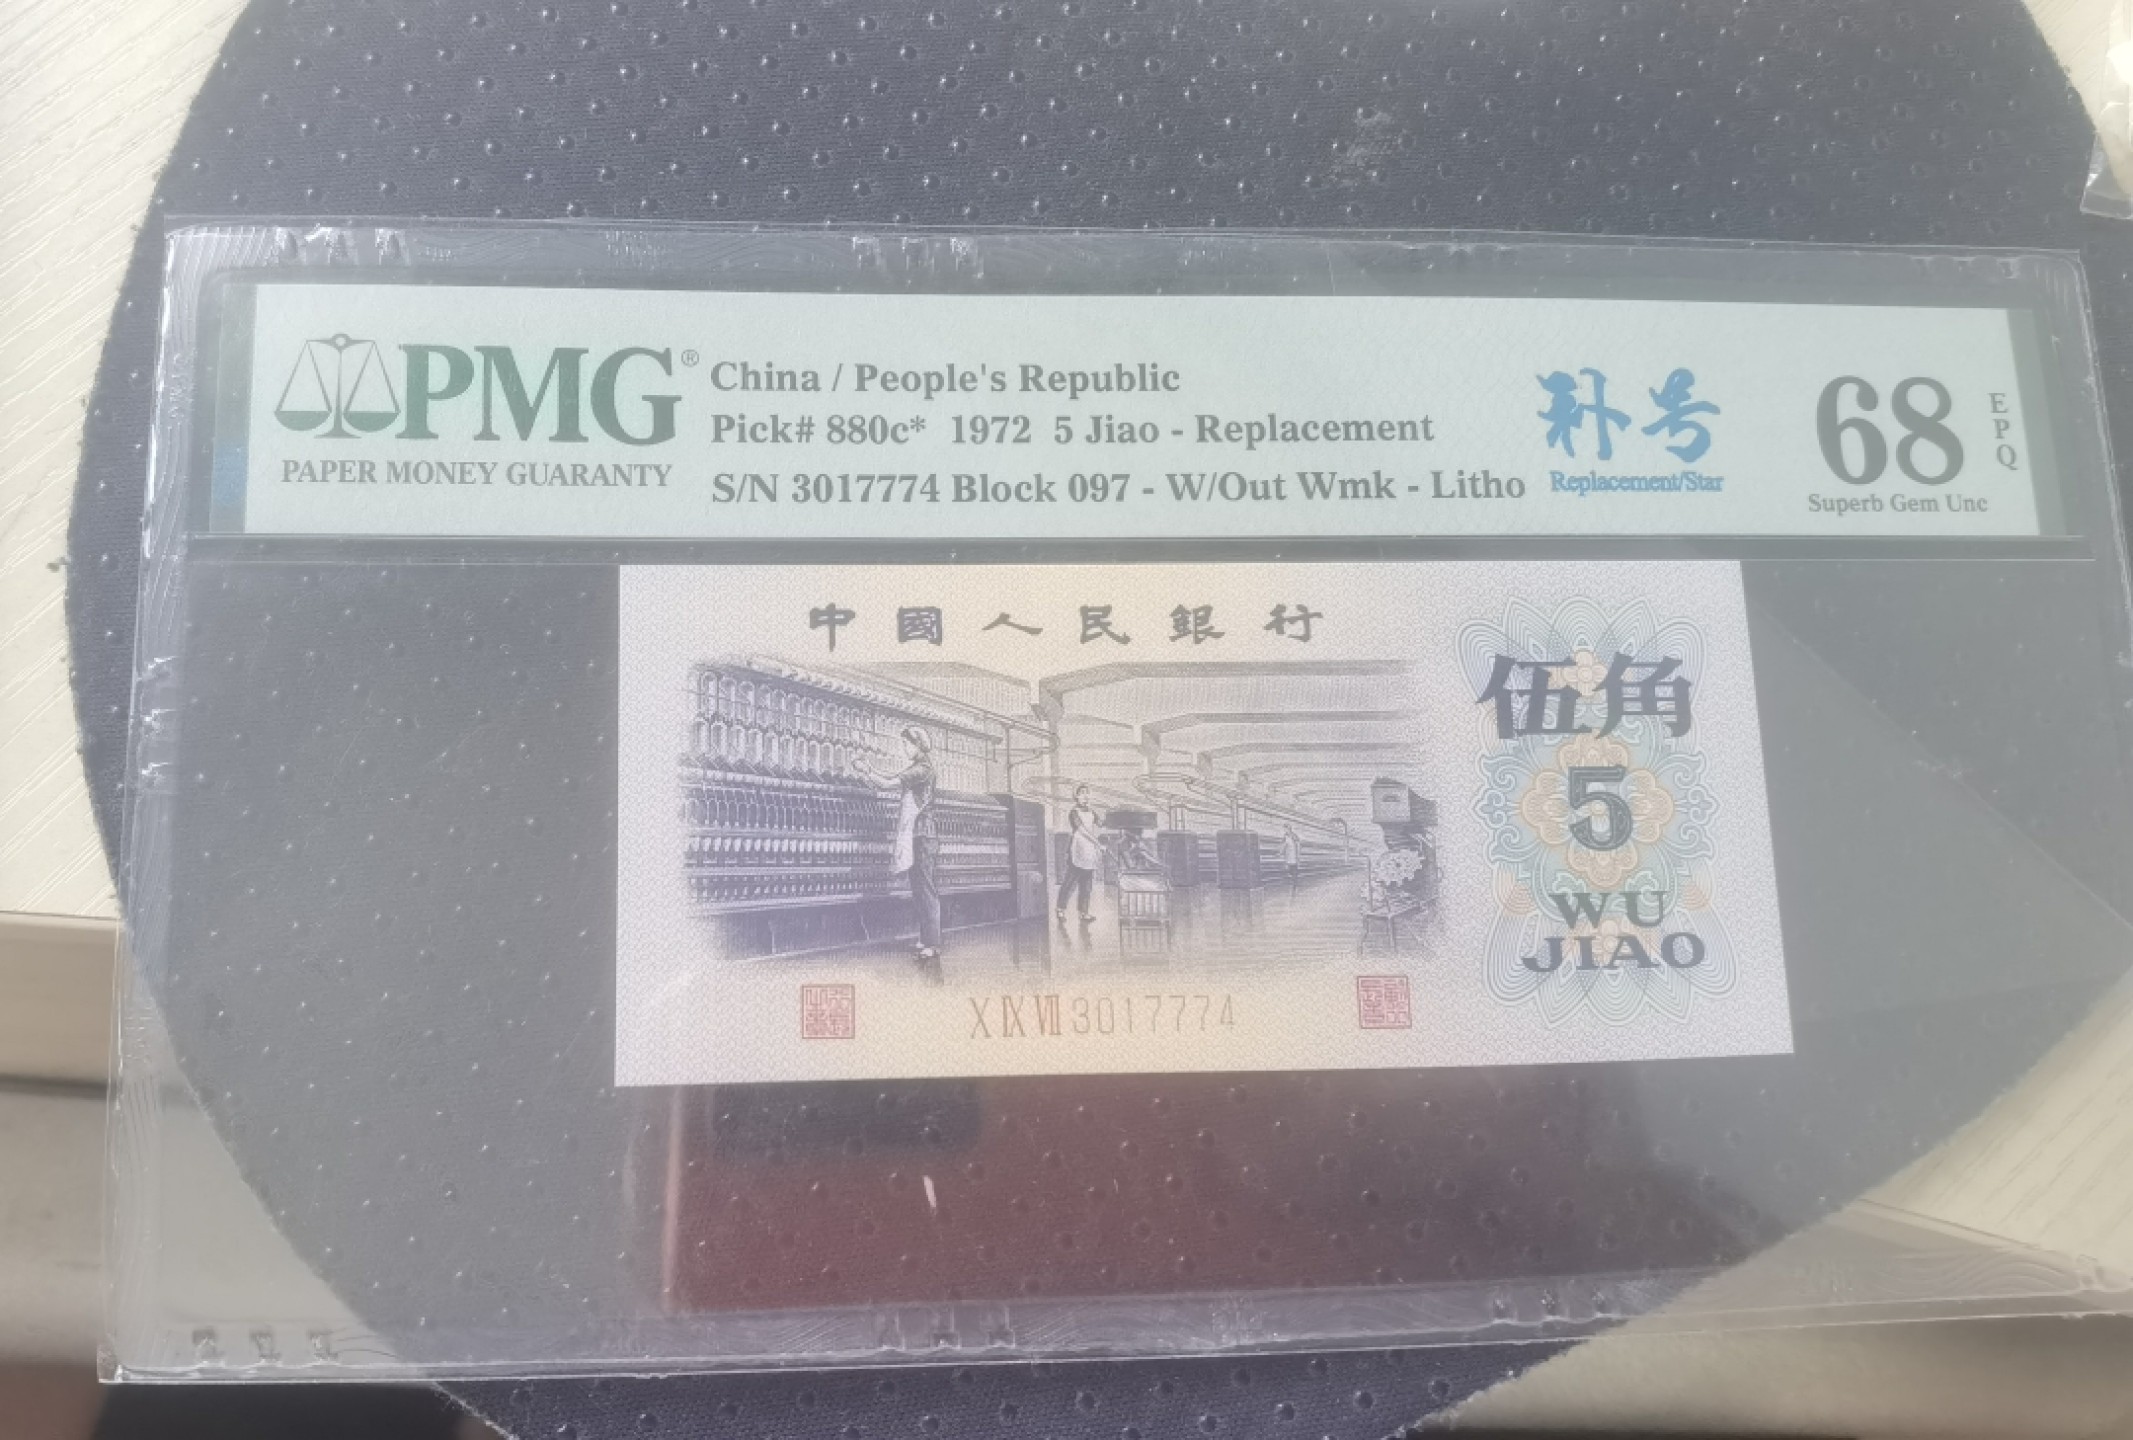 PMG®
PAPER MONEY GUARANTY
China / People's Republic
Pick# 880c* 1972 5 Jiao - Replacement
S/N 3017774 Block 097 - W/Out Wmk - Litho
补号
Replacement/Star
68
EPQ
Superb Gem Unc
中國人民銀行
伍角
5
WU
JIAO
X IX VII 3017774